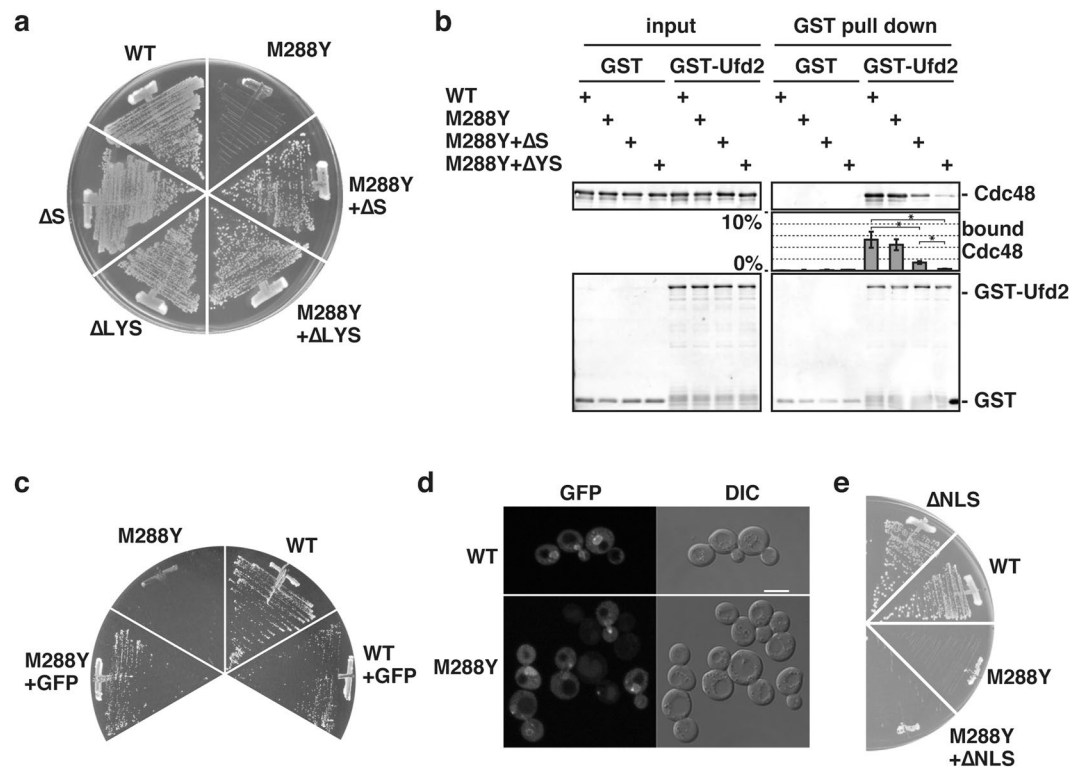 a
WT
M288Y
ΔS
M288Y
+ΔS
ΔLYS
M288Y
+ΔLYS
b
input
GST pull down
GST
GST-Ufd2
GST
GST-Ufd2
WT
+
+
+
+
M288Y
+
+
+
+
M288Y+ΔS
+
+
+
+
M288Y+ΔYS
+
+
+
+
- Cdc48
10%
0%
*
*
*
bound
Cdc48
- GST-Ufd2
- GST
c
M288Y
WT
M288Y
+GFP
WT
+GFP
d
GFP
DIC
WT
M288Y
e
ΔNLS
WT
M288Y
M288Y
+ΔNLS